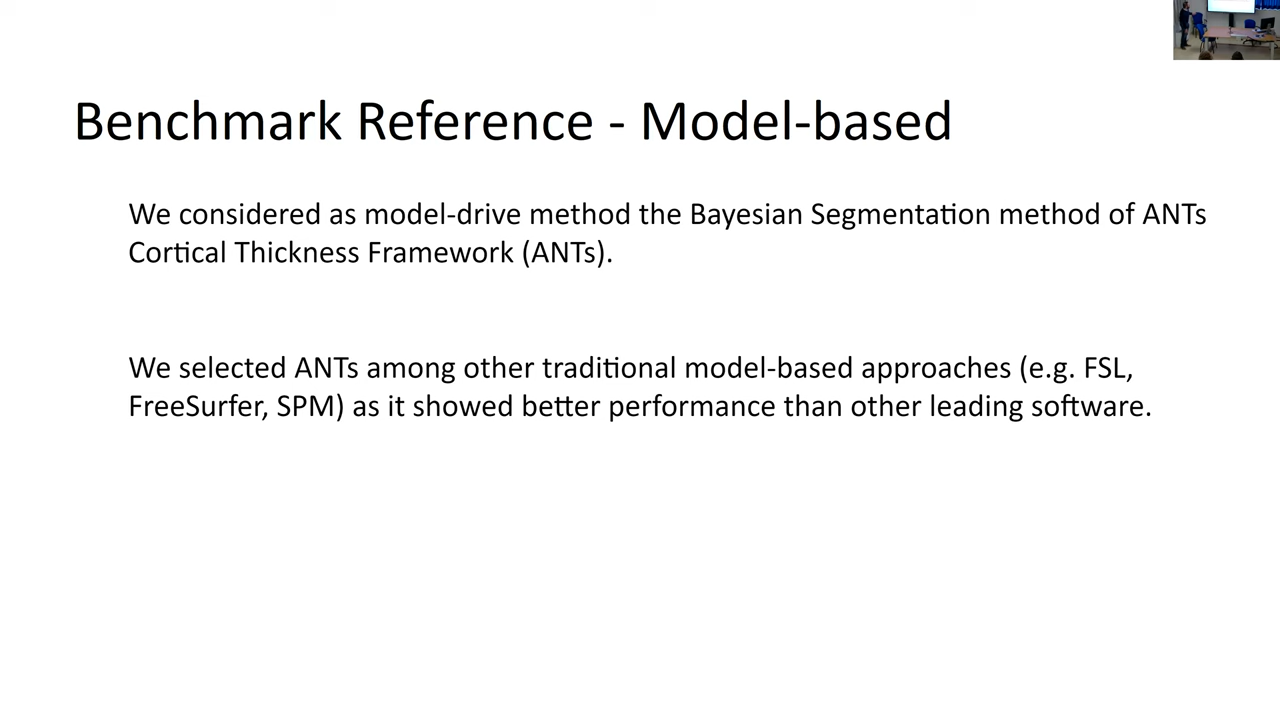 Benchmark Reference - Model-based
We considered as model-drive method the Bayesian Segmentation method of ANTs
Cortical Thickness Framework (ANTs).
We selected ANTs among other traditional model-based approaches (e.g. FSL,
FreeSurfer, SPM) as it showed better performance than other leading software.